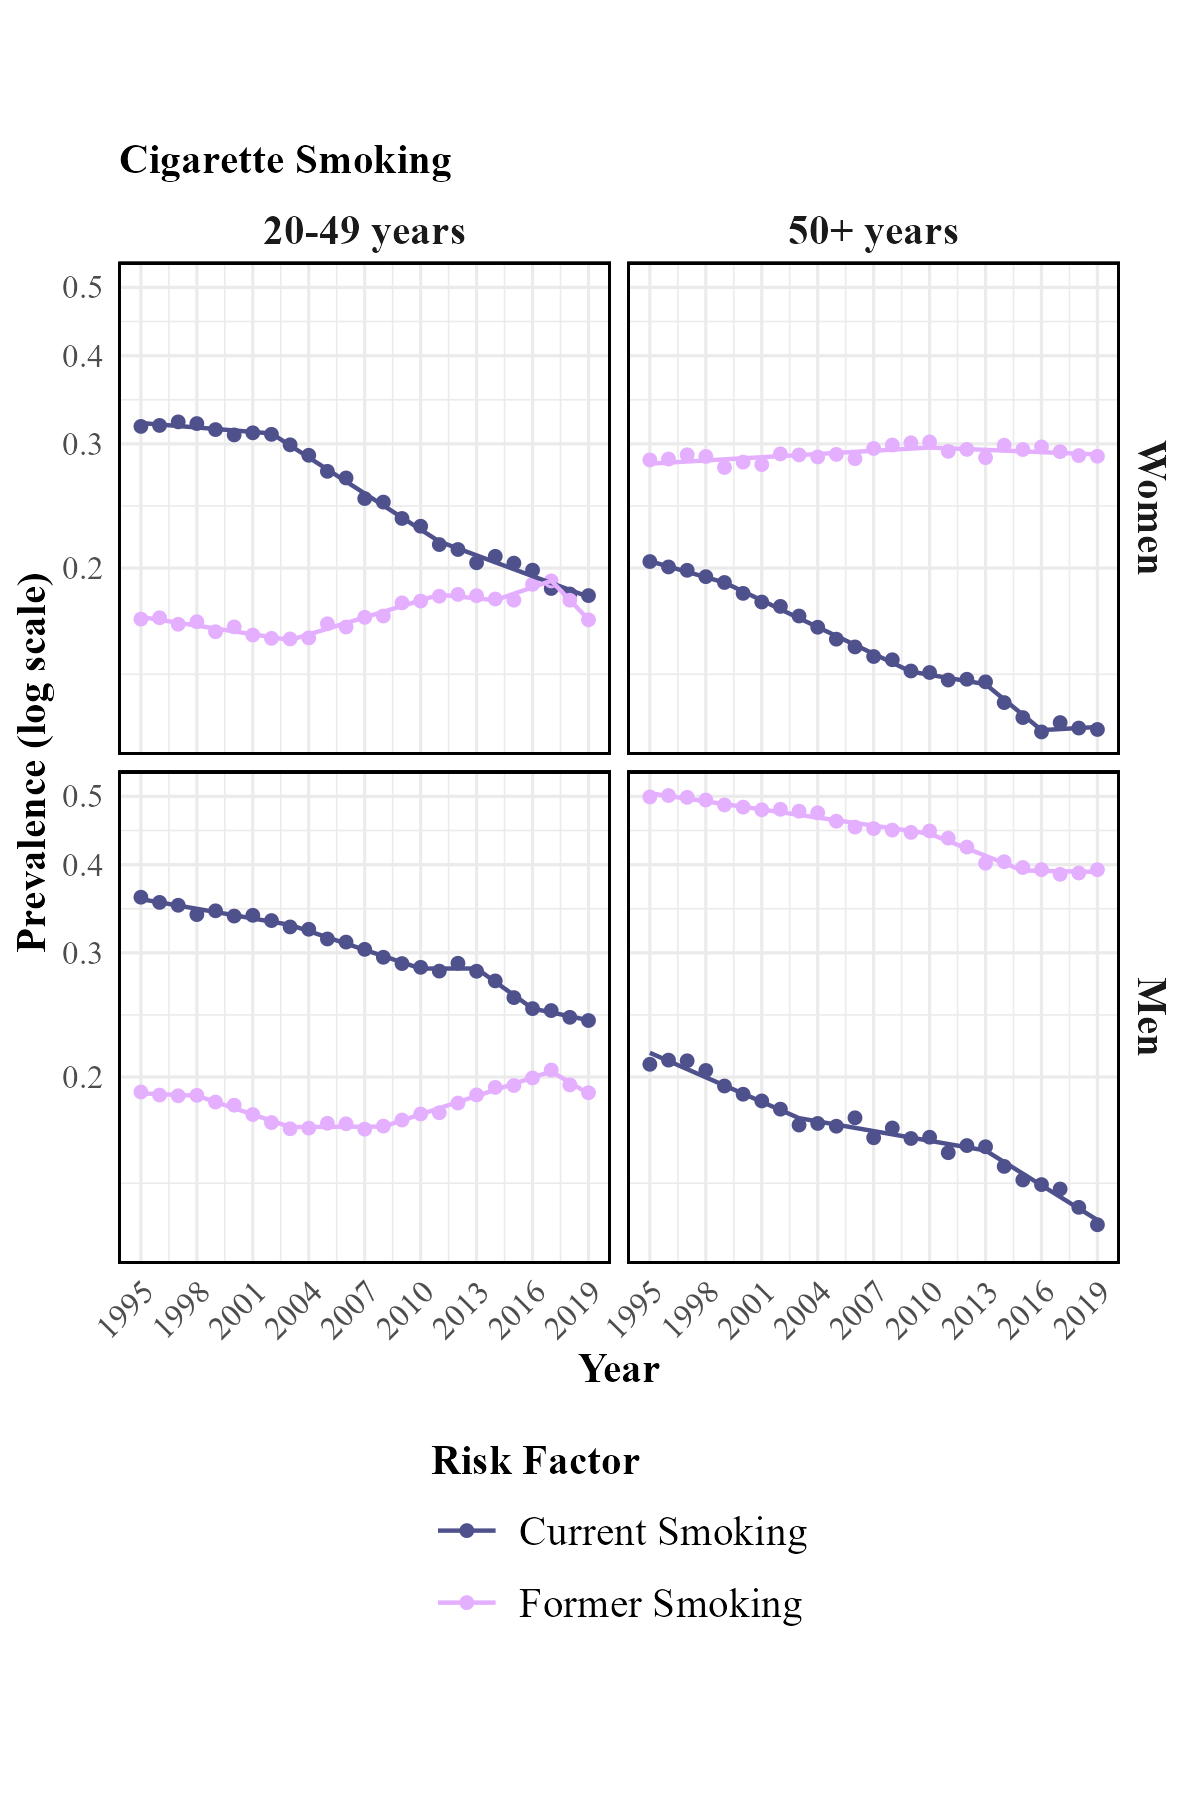 Cigarette Smoking
20-49 years
50+ years
0.5
0.4
0.3
0.2
Women
Prevalence (log scale)
0.5
0.4
0.3
0.2
Men
1995 1998 2001 2004 2007 2010 2013 2016 2019
1995 1998 2001 2004 2007 2010 2013 2016 2019
Year
Risk Factor
Current Smoking
Former Smoking